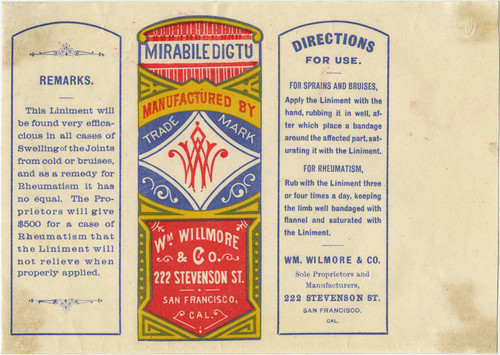 REMARKS.
This Liniment will
be found very effica-
cious in all cases of
Swelling of the Joints
from cold or bruises,
and as a remedy for
Rheumatism it has
no equal. The Pro-
prietors will give
$500 for a case of
Rheumatism that
the Liniment will
not relieve when
properly applied.
MIRABILE DICTU
MANUFACTURED BY
TRADE MARK
W
WM WILLMORE
& CO.
222 STEVENSON ST.
SAN FRANCISCO,
CAL.
DIRECTIONS
FOR USE.
FOR SPRAINS AND BRUISES,
Apply the Liniment with the
hand, rubbing it in well, af-
ter which place a bandage
around the affected part, sat-
urating it with the Liniment.
FOR RHEUMATISM,
Rub with the Liniment three
or four times a day, keeping
the limb well bandaged with
flannel and saturated with
the Liniment.
WM. WILMORE & CO.
Sole Proprietors and
Manufacturers,
222 STEVENSON ST.
SAN FRANCISCO,
CAL.